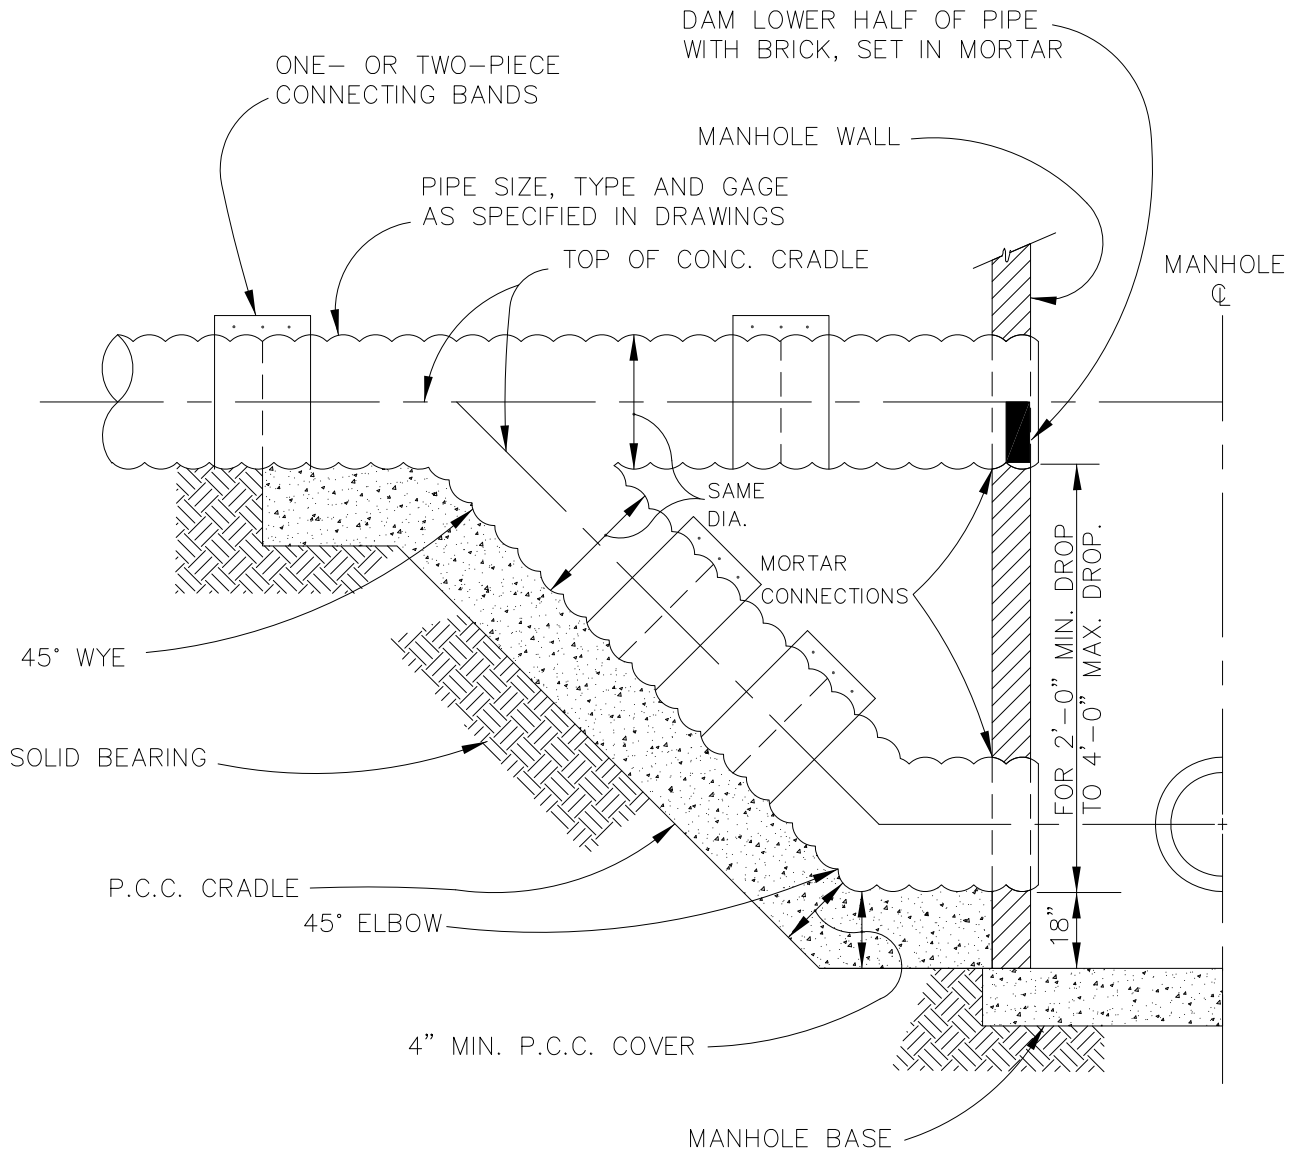 DAM LOWER HALF OF PIPE
WITH BRICK, SET IN MORTAR
ONE- OR TWO-PIECE
CONNECTING BANDS
MANHOLE WALL
PIPE SIZE, TYPE AND GAGE
AS SPECIFIED IN DRAWINGS
TOP OF CONC. CRADLE
MANHOLE
℄
SAME
DIA.
MORTAR
CONNECTIONS
FOR 2'-0" MIN. DROP
TO 4'-0" MAX. DROP.
45° WYE
SOLID BEARING
P.C.C. CRADLE
45° ELBOW
18"
4" MIN. P.C.C. COVER
MANHOLE BASE